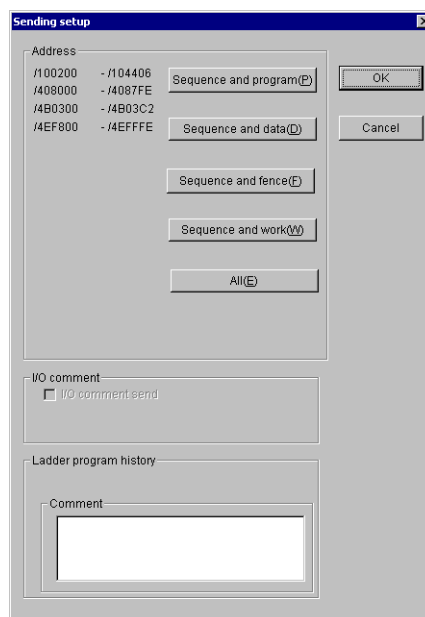 Sending setup
Address
/100200 - /104406
/408000 - /4087FE
/4B0300 - /4B03C2
/4EF800 - /4EFFFE
Sequence and program(P)
Sequence and data(D)
Sequence and fence(F)
Sequence and work(W)
All(E)
OK
Cancel
I/O comment
I/O comment send
Ladder program history
Comment